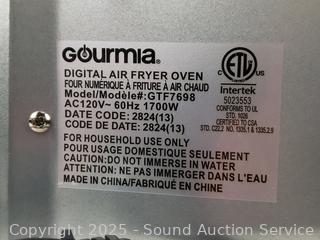 GOURMIA
DIGITAL AIR FRYER OVEN
FOUR NUMÉRIQUE À FRITURE À AIR CHAUD
Model/Modèle#:GTF7698
AC120V~ 60Hz 1700W
DATE CODE: 2824(13)
CODE DE DATE: 2824(13)
FOR HOUSEHOLD USE ONLY
POUR USAGE DOMESTIQUE SEULEMENT
CAUTION: DO NOT IMMERSE IN WATER
ATTENTION: NE PAS IMMERGER DANS L'EAU
MADE IN CHINA/FABRIQUÉ EN CHINE
ETL
LISTED
C US
Intertek
5023553
CONFORMS TO UL
STD. 1026
CERTIFIED TO CSA
STD. C22.2 NO. 1335.1 & 1335.2.9
Copyright 2025 - Sound Auction Service